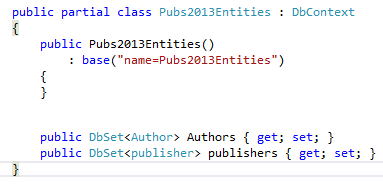 public partial class Pubs2013Entities : DbContext
{
    public Pubs2013Entities()
        : base("name=Pubs2013Entities")
    {
    }
    public DbSet<Author> Authors { get; set; }
    public DbSet<publisher> publishers { get; set; }
}